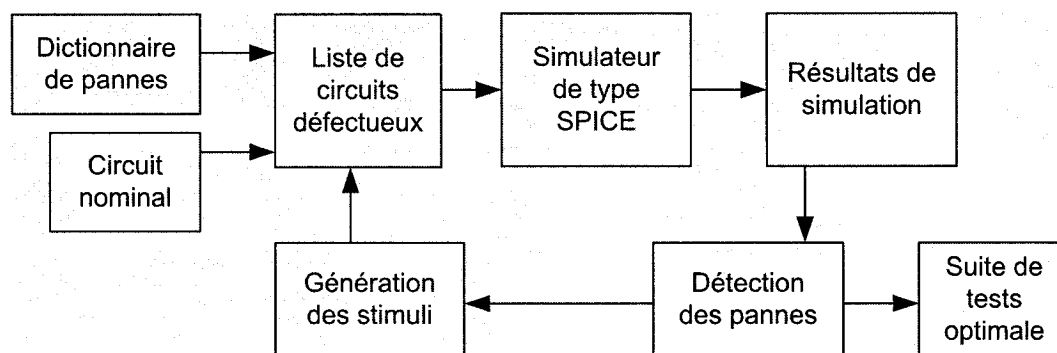 Dictionnaire
de pannes
Liste de
circuits
défectueux
Simulateur
de type
SPICE
Résultats de
simulation
Circuit
nominal
Génération
des stimuli
Détection
des pannes
Suite de
tests
optimale